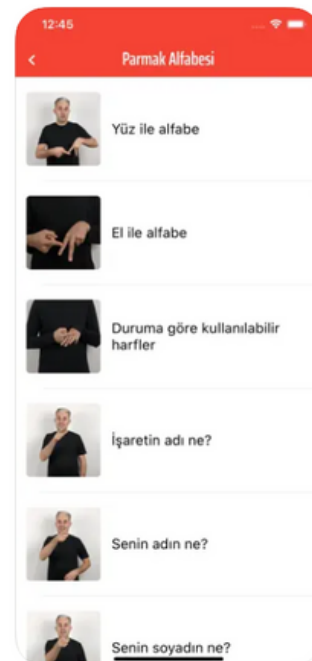 12:45
Parmak Alfabesi
Yüz ile alfabe
El ile alfabe
Duruma göre kullanılabilir
harfler
İşaretin adı ne?
Senin adın ne?
Senin soyadın ne?